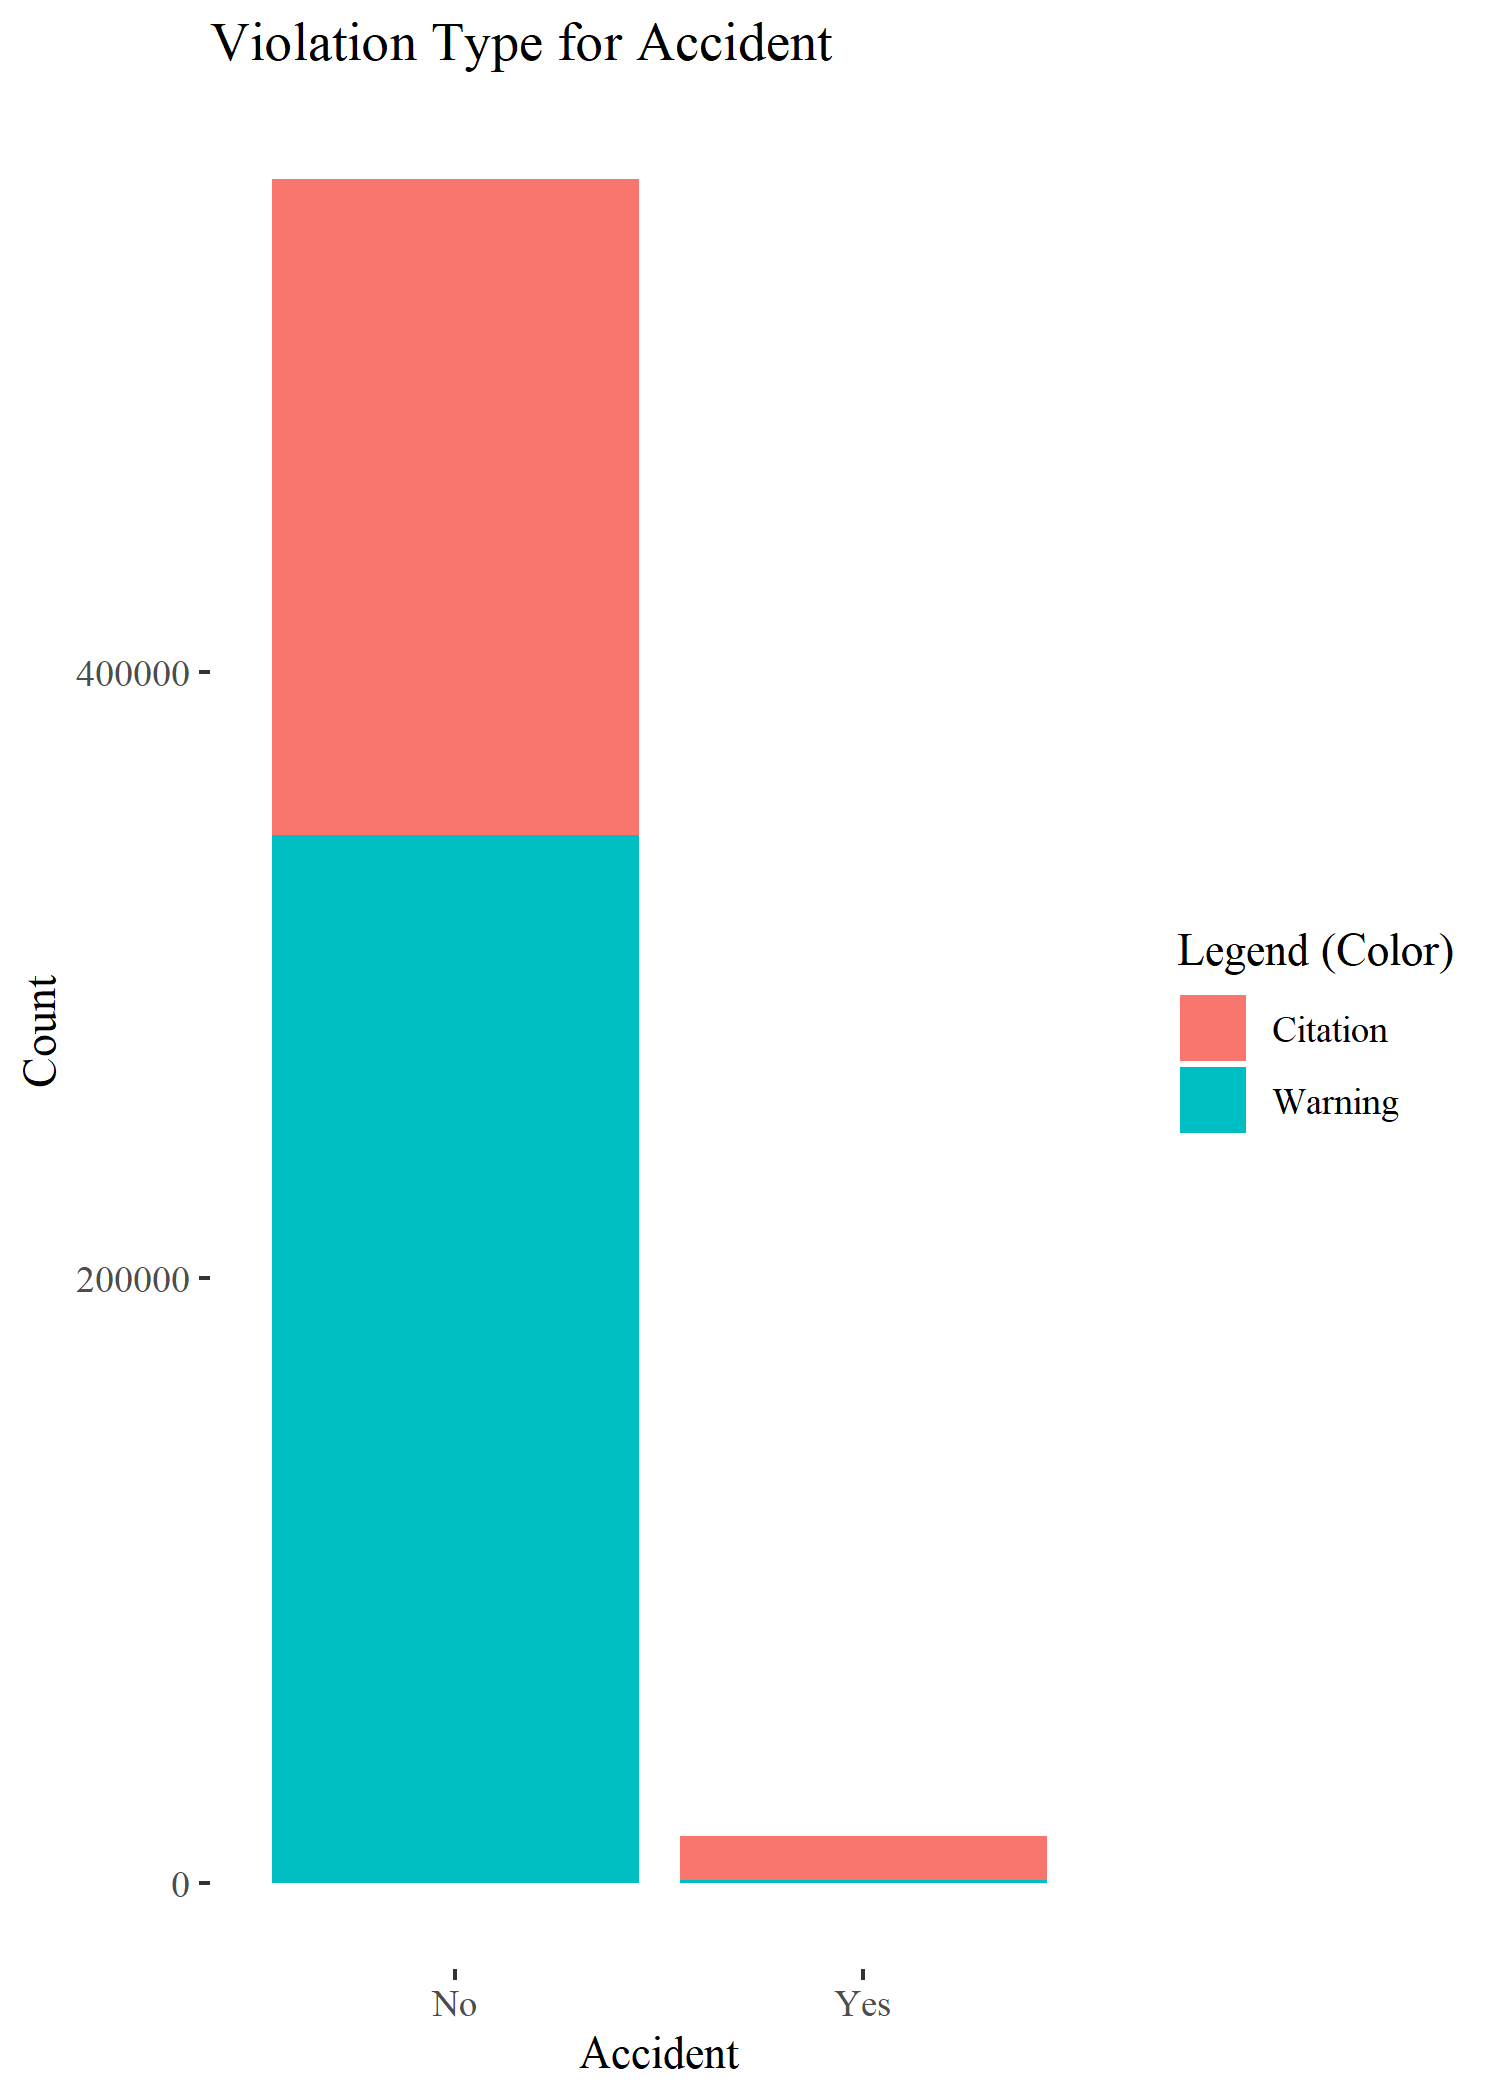 Violation Type for Accident
Count
400000
200000
0
No
Yes
Accident
Legend (Color)
Citation
Warning